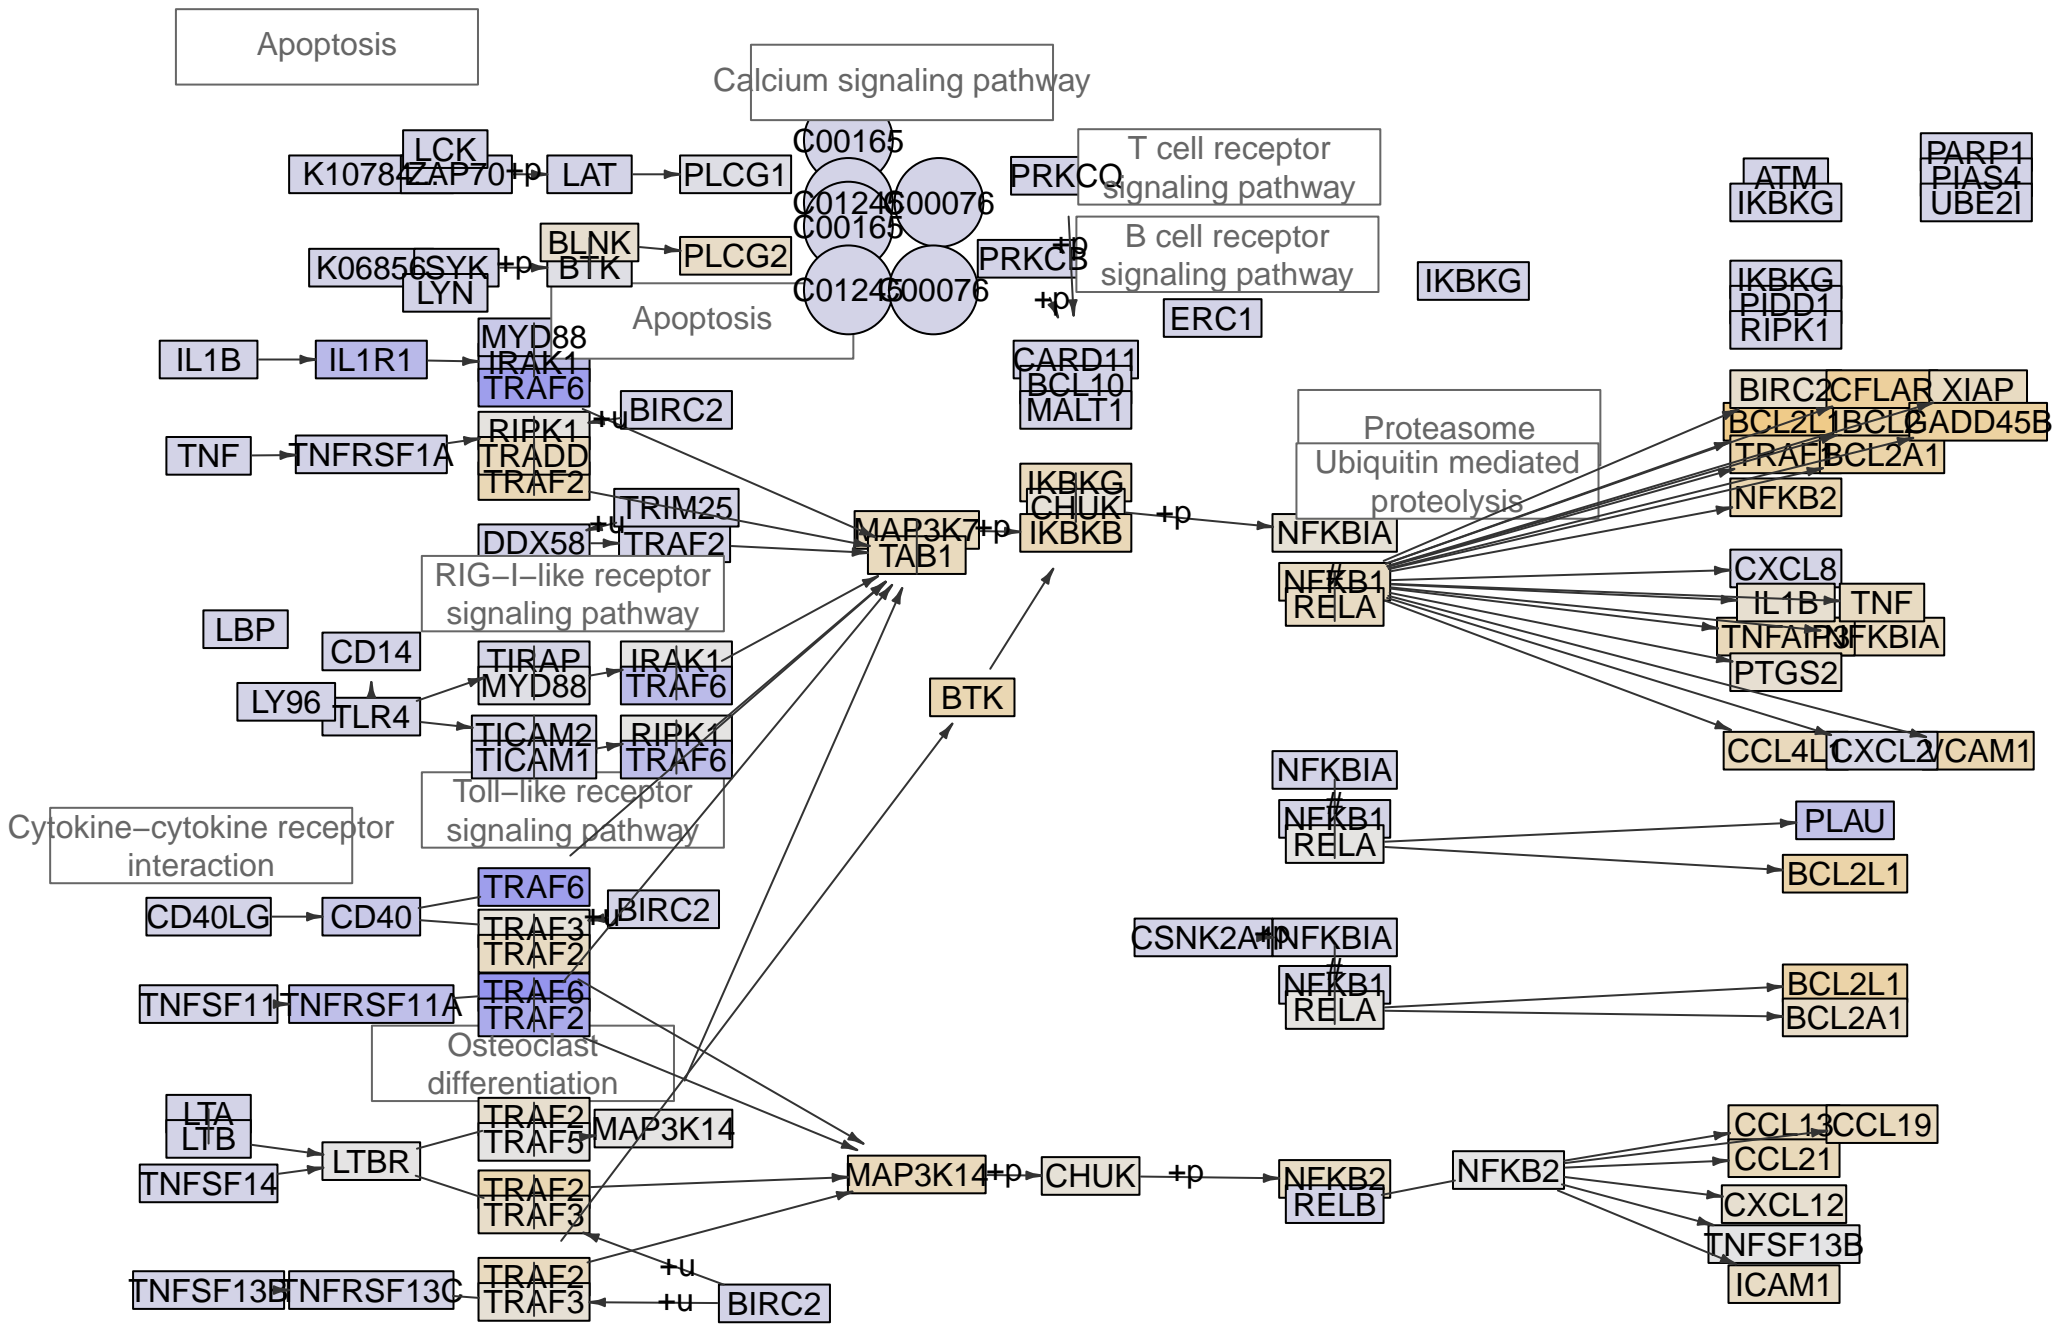 Apoptosis
Calcium signaling pathway
C00165
LCK
K10784
ZAP70
+p
LAT
PLCG1
T cell receptor
signaling pathway
PRKCQ
PARP1
PIAS4
UBE2I
ATM
IKBKG
C01245
C00076
C00165
BLNK
BTK
PLCG2
K06856
SYK
+p
LYN
B cell receptor
signaling pathway
PRKCB
+p
+p
C01245
C00076
IKBKG
IKBKG
PIDD1
RIPK1
ERC1
Apoptosis
MYD88
IRAK1
TRAF6
IL1B
IL1R1
CARD11
BCL10
MALT1
BIRC2
+u
RIPK1
TRADD
TRAF2
TNF
TNFRSF1A
Proteasome
Ubiquitin mediated
proteolysis
BIRC2
CFLAR
XIAP
BCL2L1
BCL2
GADD45B
TRAF1
BCL2A1
NFKB2
TRIM25
+u
DDX58
TRAF2
MAP3K7
TAB1
+p
IKBKG
CHUK
IKBKB
+p
NFKBIA
NFKB1
RELA
CXCL8
IL1B
TNF
TNFAIP3
NFKBIA
PTGS2
RIG−I−like receptor
signaling pathway
LBP
CD14
LY96
TLR4
TIRAP
MYD88
IRAK1
TRAF6
TICAM2
TICAM1
RIPK1
TRAF6
BTK
CCL4L1
CXCL2
VCAM1
Toll−like receptor
signaling pathway
NFKBIA
NFKB1
RELA
PLAU
BCL2L1
Cytokine−cytokine receptor
interaction
TRAF6
CD40LG
CD40
TRAF3
TRAF2
+u
BIRC2
CSNK2A1
+p
NFKBIA
NFKB1
RELA
BCL2L1
BCL2A1
TNFSF11
TNFRSF11A
TRAF6
TRAF2
Osteoclast
differentiation
LTA
LTB
TNFSF14
LTBR
TRAF2
TRAF5
MAP3K14
TRAF2
TRAF3
MAP3K14
+p
CHUK
+p
NFKB2
RELB
NFKB2
CCL13
CCL19
CCL21
CXCL12
TNFSF13B
ICAM1
TNFSF13B
TNFRSF13C
TRAF2
TRAF3
+u
+u
BIRC2